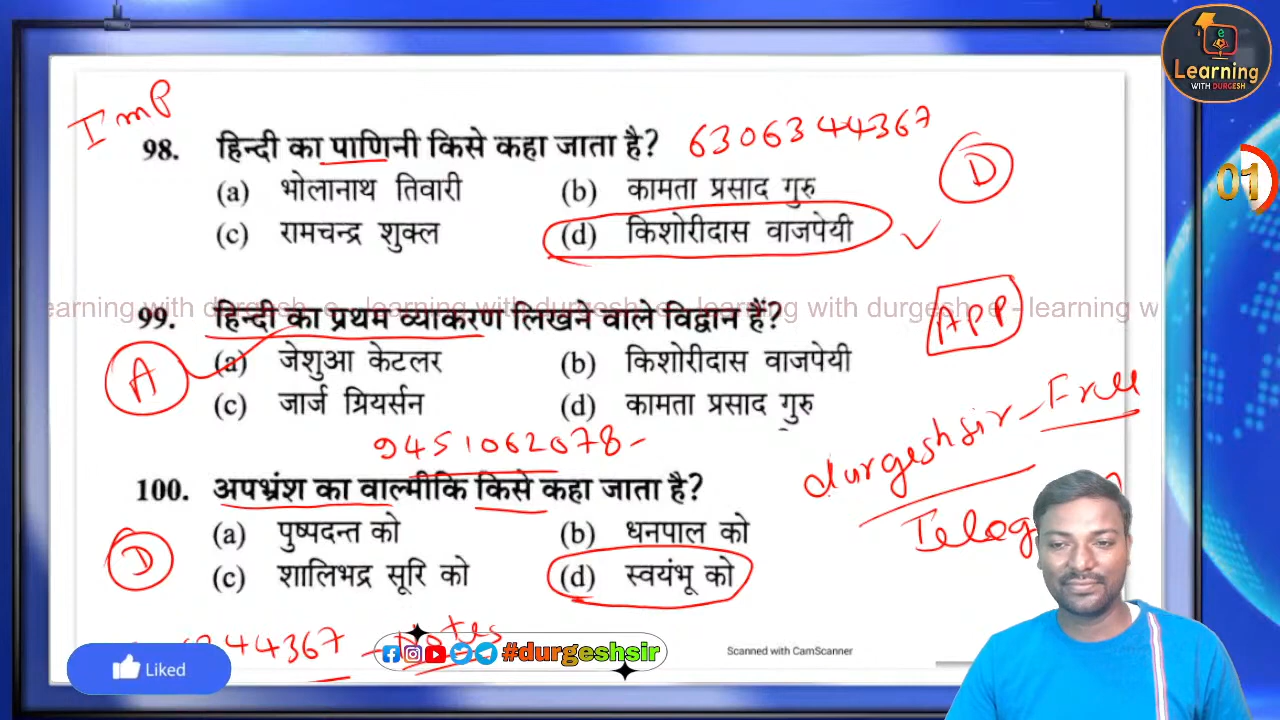 e
Learning
WITH DURGESH
01
Imp
98. हिन्दी का पाणिनी किसे कहा जाता है? 6306344367
(a) भोलानाथ तिवारी (b) कामता प्रसाद गुरु
D
(c) रामचन्द्र शुक्ल (d) किशोरीदास वाजपेयी
earning with durgesh e - learning with durgesh e - learning with durgesh e - learning w
99. हिन्दी का प्रथम व्याकरण लिखने वाले विद्वान हैं?
APP
A (a) जेशुआ केटलर (b) किशोरीदास वाजपेयी
(c) जार्ज ग्रियर्सन (d) कामता प्रसाद गुरु
9451062078-
durgeshsir-Free
100. अपभ्रंश का वाल्मीकि किसे कहा जाता है?
(a) पुष्पदन्त को (b) धनपाल को
D
(c) शालिभद्र सूरि को (d) स्वयंभू को
44367 - Notes
#durgeshsir
Scanned with CamScanner
Liked